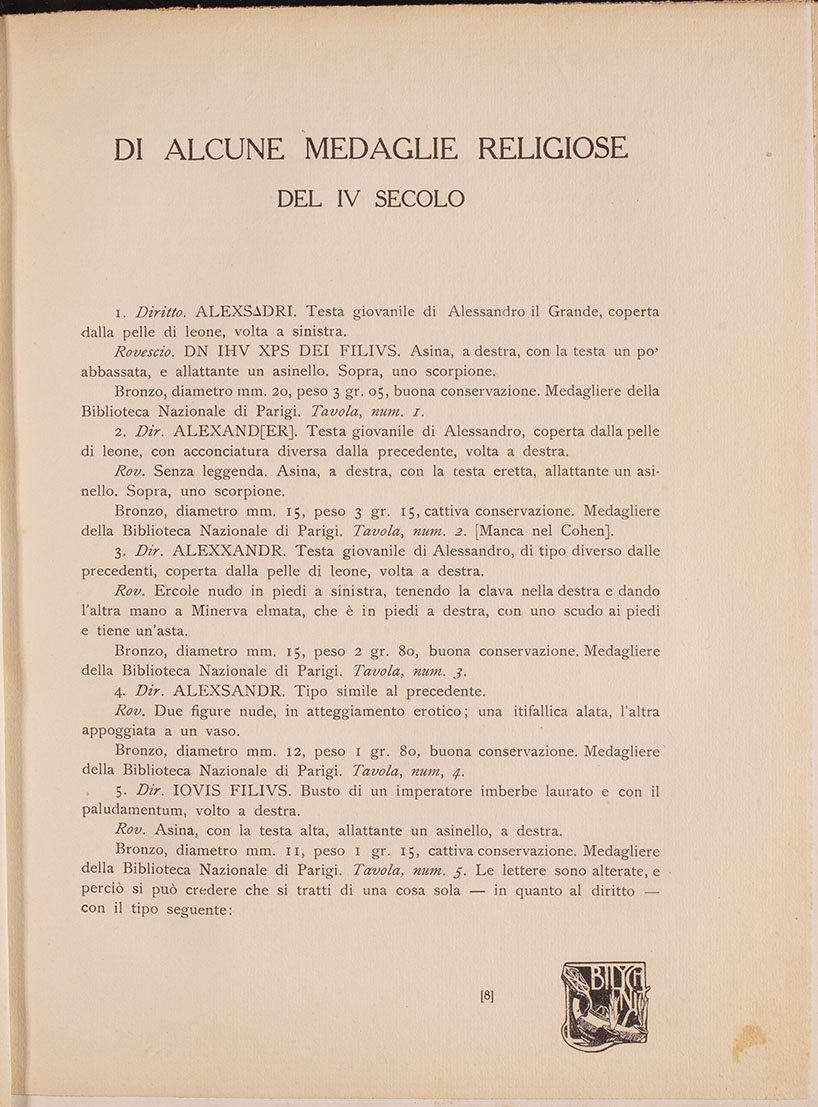 DI ALCUNE MEDAGLIE RELIGIOSE
DEL IV SECOLO
1. Diritto. ALEXSΔDRI. Testa giovanile di Alessandro il Grande, coperta
dalla pelle di leone, volta a sinistra.
Rovescio. DN IHV XPS DEI FILIVS. Asina, a destra, con la testa un po'
abbassata, e allattante un asinello. Sopra, uno scorpione.
Bronzo, diametro mm. 20, peso 3 gr. 05, buona conservazione. Medagliere della
Biblioteca Nazionale di Parigi. Tavola, num. 1.
2. Dir. ALEXAND[ER]. Testa giovanile di Alessandro, coperta dalla pelle
di leone, con acconciatura diversa dalla precedente, volta a destra.
Rov. Senza leggenda. Asina, a destra, con la testa eretta, allattante un asi-
nello. Sopra, uno scorpione.
Bronzo, diametro mm. 15, peso 3 gr. 15, cattiva conservazione. Medagliere
della Biblioteca Nazionale di Parigi. Tavola, num. 2. [Manca nel Cohen].
3. Dir. ALEXXANDR. Testa giovanile di Alessandro, di tipo diverso dalle
precedenti, coperta dalla pelle di leone, volta a destra.
Rov. Ercole nudo in piedi a sinistra, tenendo la clava nella destra e dando
l'altra mano a Minerva elmata, che è in piedi a destra, con uno scudo ai piedi
e tiene un'asta.
Bronzo, diametro mm. 15, peso 2 gr. 80, buona conservazione. Medagliere
della Biblioteca Nazionale di Parigi. Tavola, num. 3.
4. Dir. ALEXSANDR. Tipo simile al precedente.
Rov. Due figure nude, in atteggiamento erotico; una itifallica alata, l'altra
appoggiata a un vaso.
Bronzo, diametro mm. 12, peso 1 gr. 80, buona conservazione. Medagliere
della Biblioteca Nazionale di Parigi. Tavola, num, 4.
5. Dir. IOVIS FILIVS. Busto di un imperatore imberbe laurato e con il
paludamentum, volto a destra.
Rov. Asina, con la testa alta, allattante un asinello, a destra.
Bronzo, diametro mm. 11, peso 1 gr. 15, cattiva conservazione. Medagliere
della Biblioteca Nazionale di Parigi. Tavola, num. 5. Le lettere sono alterate, e
perciò si può credere che si tratti di una cosa sola — in quanto al diritto —
con il tipo seguente:
[8]
BILYCH
NIS